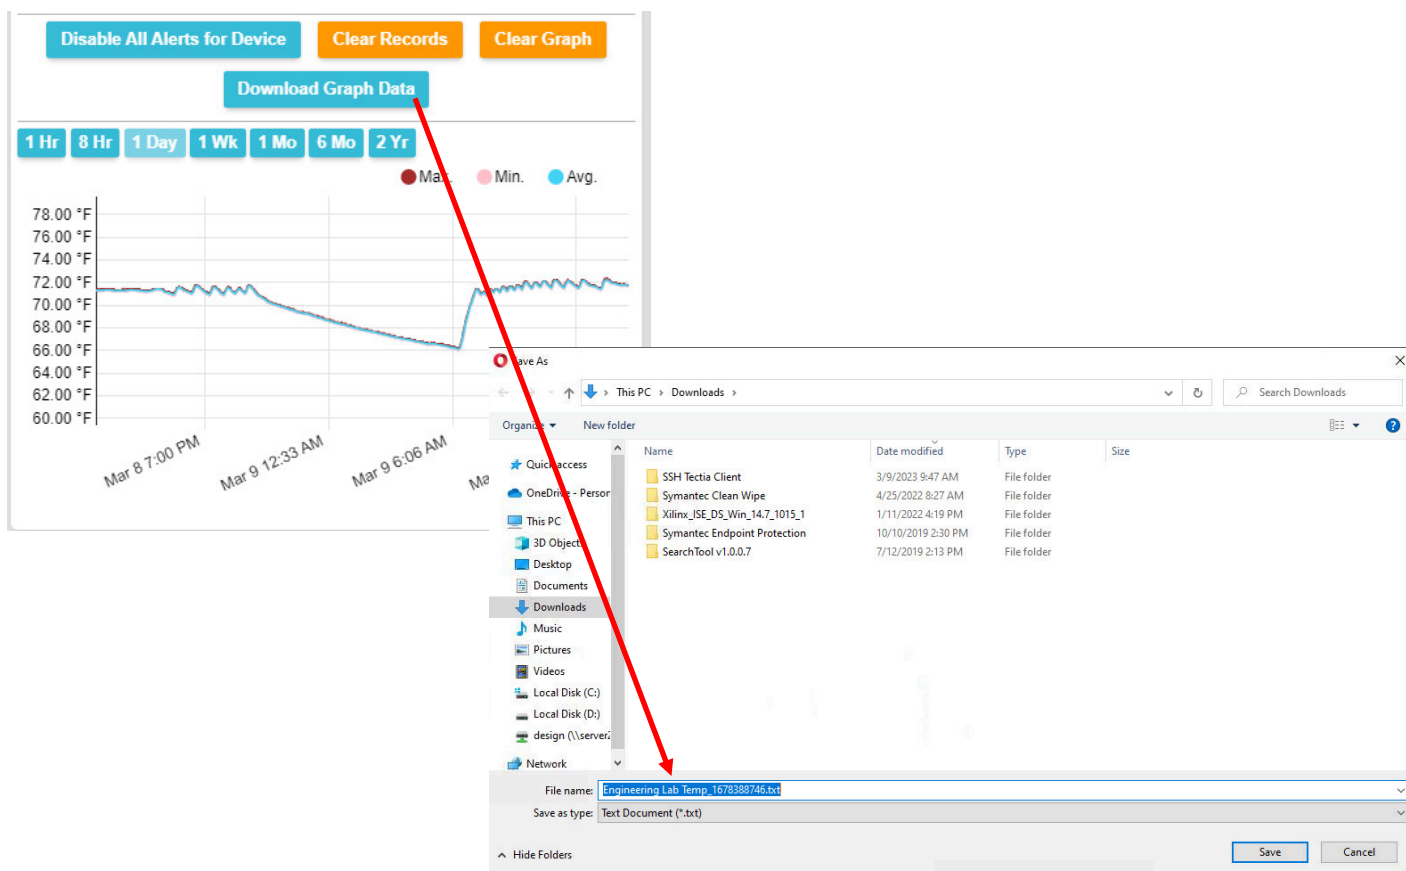 Disable All Alerts for Device
Clear Records
Clear Graph
Download Graph Data
1 Hr
8 Hr
1 Day
1 Wk
1 Mo
6 Mo
2 Yr
Max.
Min.
Avg.
78.00 °F
76.00 °F
74.00 °F
72.00 °F
70.00 °F
68.00 °F
66.00 °F
64.00 °F
62.00 °F
60.00 °F
Mar 8 7:00 PM
Mar 9 12:33 AM
Mar 9 6:06 AM
Save As
This PC > Downloads >
Search Downloads
Organize
New folder
Name
Date modified
Type
Size
Quick access
OneDrive - Person
This PC
3D Objects
Desktop
Documents
Downloads
Music
Pictures
Videos
Local Disk (C:)
Local Disk (D:)
design (\\server2
Network
SSH Tectia Client 3/9/2023 9:47 AM File folder
Symantec Clean Wipe 4/25/2022 8:27 AM File folder
Xilinx_ISE_DS_Win_14.7_1015_1 1/11/2022 4:19 PM File folder
Symantec Endpoint Protection 10/10/2019 2:30 PM File folder
SearchTool v1.0.0.7 7/12/2019 2:13 PM File folder
File name: Engineering Lab Temp_1678388746.txt
Save as type: Text Document (*.txt)
Hide Folders
Save
Cancel